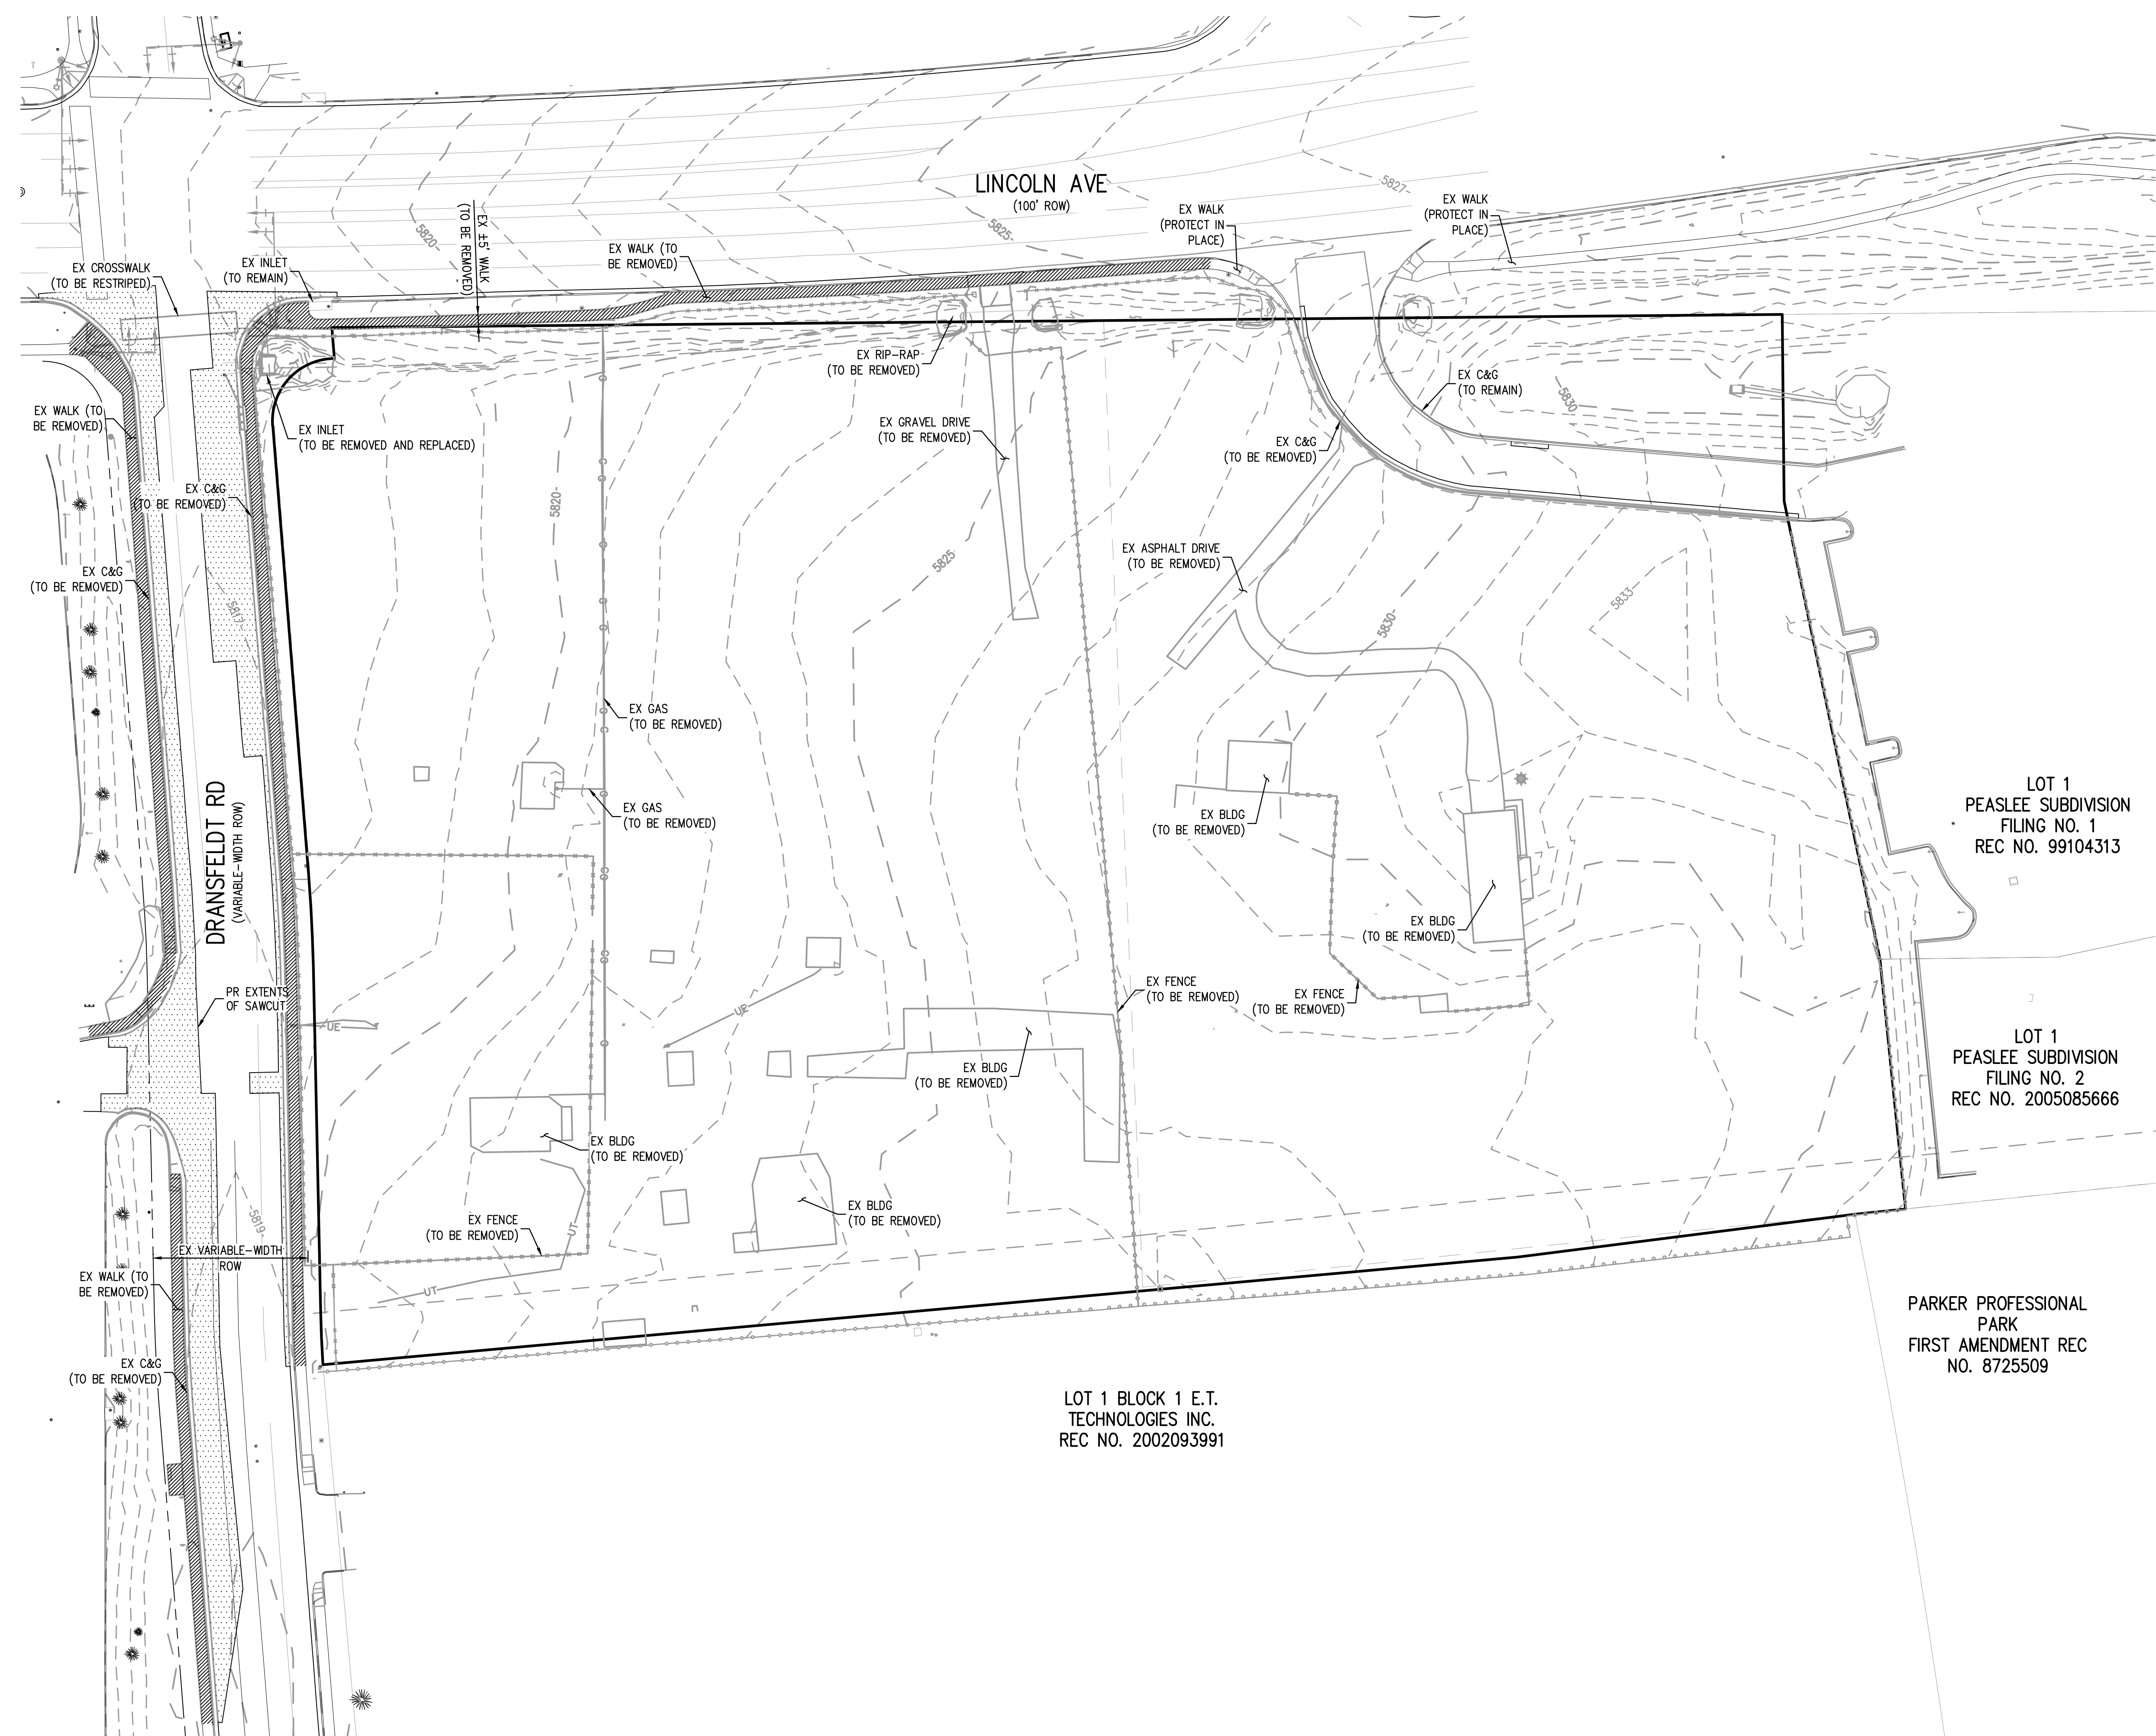 LINCOLN AVE
(100' ROW)
-5827-
5825-
5820-
EX WALK
(PROTECT IN
PLACE)
EX WALK
(PROTECT IN
PLACE)
EX ±5' WALK
(TO BE REMOVED)
EX WALK (TO
BE REMOVED)
EX INLET
(TO REMAIN)
EX CROSSWALK
(TO BE RESTRIPED)
EX RIP-RAP
(TO BE REMOVED)
EX C&G
(TO REMAIN)
5830
EX WALK (TO
BE REMOVED)
EX INLET
(TO BE REMOVED AND REPLACED)
EX GRAVEL DRIVE
(TO BE REMOVED)
EX C&G
(TO BE REMOVED)
EX C&G
(TO BE REMOVED)
-5820-
5825
EX ASPHALT DRIVE
(TO BE REMOVED)
EX C&G
(TO BE REMOVED)
-5817-
5833-
5830-
G
EX GAS
(TO BE REMOVED)
EX GAS
(TO BE REMOVED)
DRANSFELDT RD
(VARIABLE-WIDTH ROW)
EX BLDG
(TO BE REMOVED)
LOT 1
PEASLEE SUBDIVISION
FILING NO. 1
REC NO. 99104313
EX BLDG
(TO BE REMOVED)
PR EXTENTS
OF SAWCUT
UE
UE
EX FENCE
(TO BE REMOVED)
EX FENCE
(TO BE REMOVED)
EX BLDG
(TO BE REMOVED)
LOT 1
PEASLEE SUBDIVISION
FILING NO. 2
REC NO. 2005085666
EX BLDG
(TO BE REMOVED)
EX BLDG
(TO BE REMOVED)
EX FENCE
(TO BE REMOVED)
UT
UT
-5819-
EX VARIABLE-WIDTH
ROW
EX WALK (TO
BE REMOVED)
EX C&G
(TO BE REMOVED)
PARKER PROFESSIONAL
PARK
FIRST AMENDMENT REC
NO. 8725509
LOT 1 BLOCK 1 E.T.
TECHNOLOGIES INC.
REC NO. 2002093991